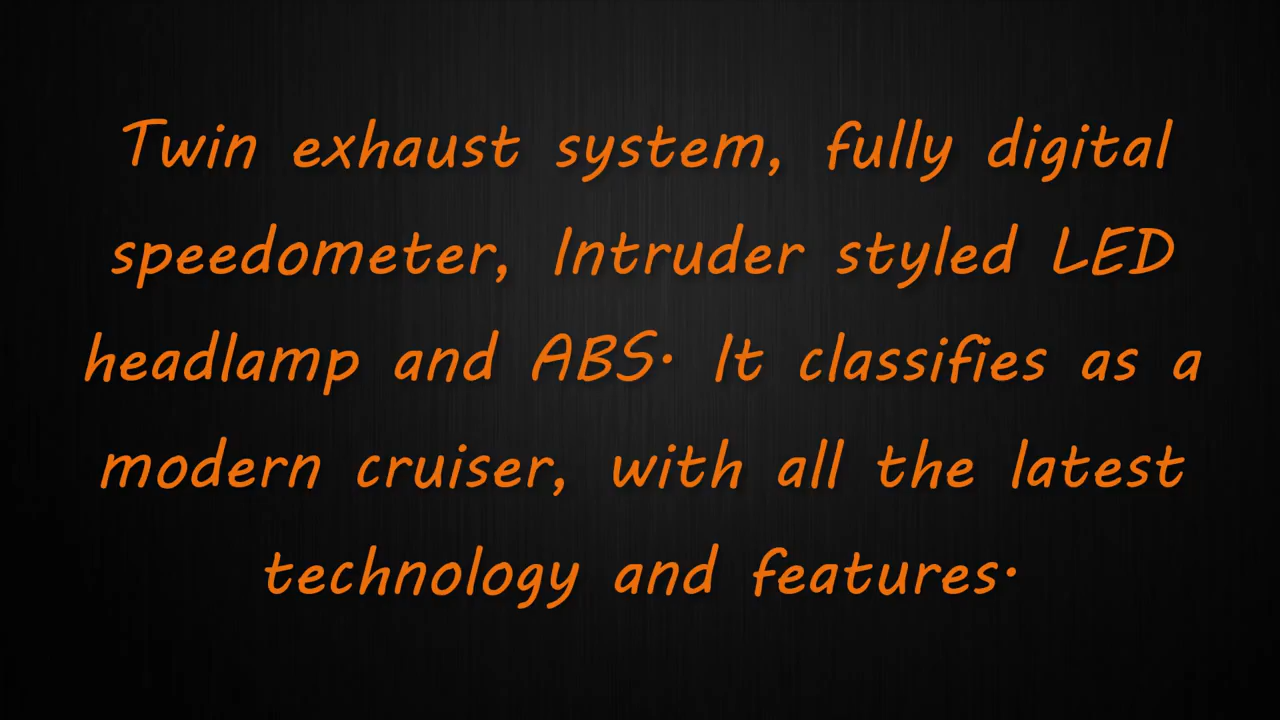 Twin exhaust system, fully digital
speedometer, Intruder styled LED
headlamp and ABS. It classifies as a
modern cruiser, with all the latest
technology and features.